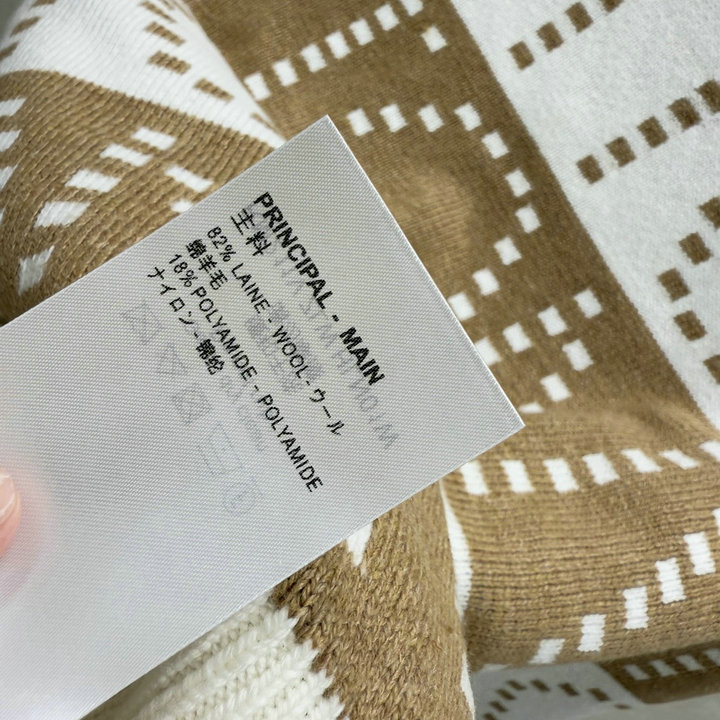 PRINCIPAL - MAIN
主料
82% LAINE - WOOL - ウール
绵羊毛
18% POLYAMIDE - POLYAMIDE
ナイロン - 锦纶